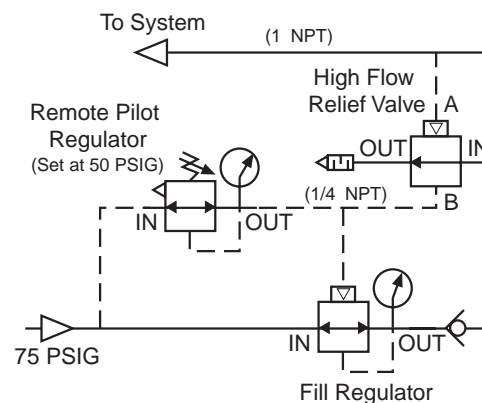 To System
(1 NPT)
High Flow
Relief Valve
A
Remote Pilot
Regulator
(Set at 50 PSIG)
OUT
IN
B
IN
OUT
(1/4 NPT)
IN
OUT
75 PSIG
Fill Regulator